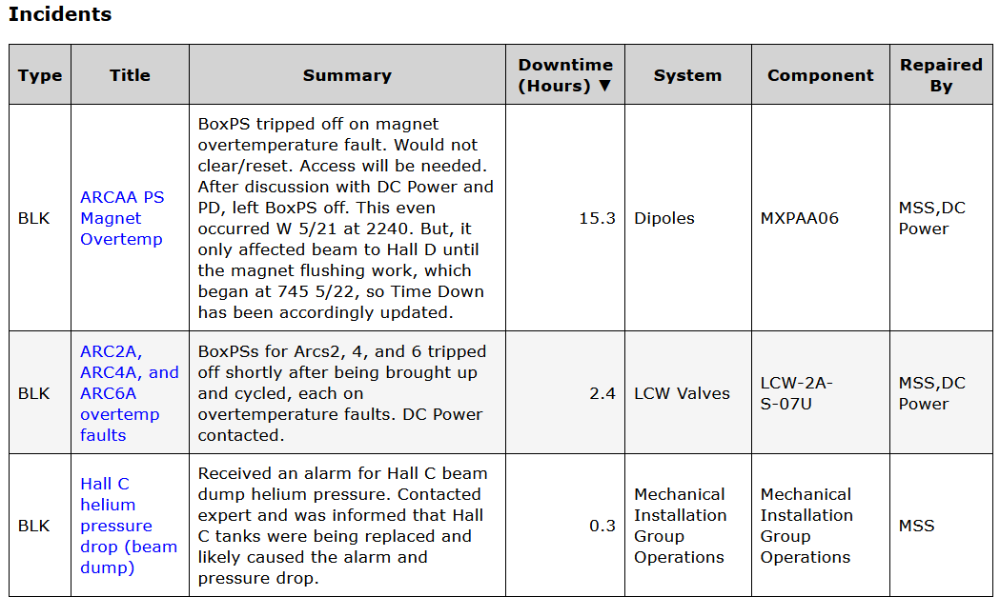 Incidents
Type Title Summary Downtime (Hours) ▼ System Component Repaired By
BLK
ARCAA PS
Magnet
Overtemp
BoxPS tripped off on magnet
overtemperature fault. Would not
clear/reset. Access will be needed.
After discussion with DC Power and
PD, left BoxPS off. This even
occurred W 5/21 at 2240. But, it
only affected beam to Hall D until
the magnet flushing work, which
began at 745 5/22, so Time Down
has been accordingly updated.
15.3
Dipoles
MXPAA06
MSS,DC
Power
BLK
ARC2A,
ARC4A, and
ARC6A
overtemp
faults
BoxPSs for Arcs2, 4, and 6 tripped
off shortly after being brought up
and cycled, each on
overtemperature faults. DC Power
contacted.
2.4
LCW Valves
LCW-2A-
S-07U
MSS,DC
Power
BLK
Hall C
helium
pressure
drop (beam
dump)
Received an alarm for Hall C beam
dump helium pressure. Contacted
expert and was informed that Hall
C tanks were being replaced and
likely caused the alarm and
pressure drop.
0.3
Mechanical
Installation
Group
Operations
Mechanical
Installation
Group
Operations
MSS